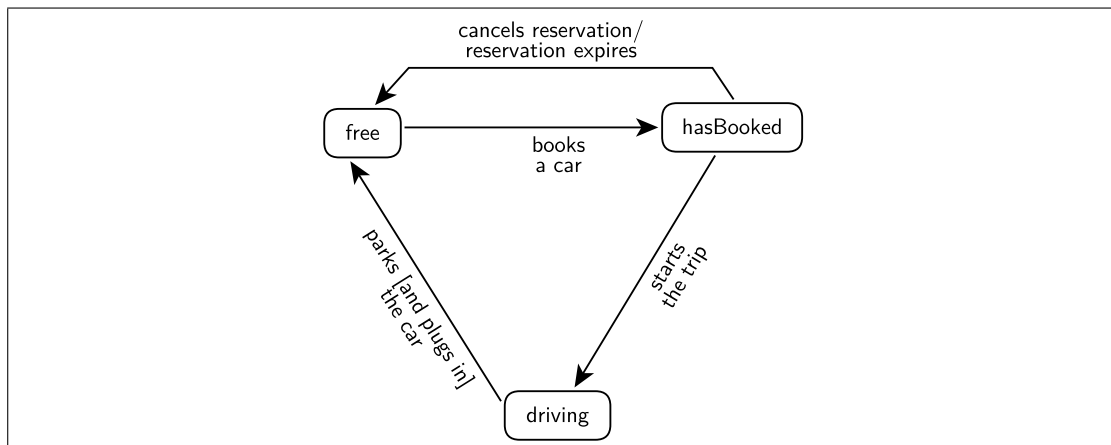 cancels reservation/
reservation expires
free
hasBooked
books
a car
starts
the trip
parks [and plugs in]
the car
driving